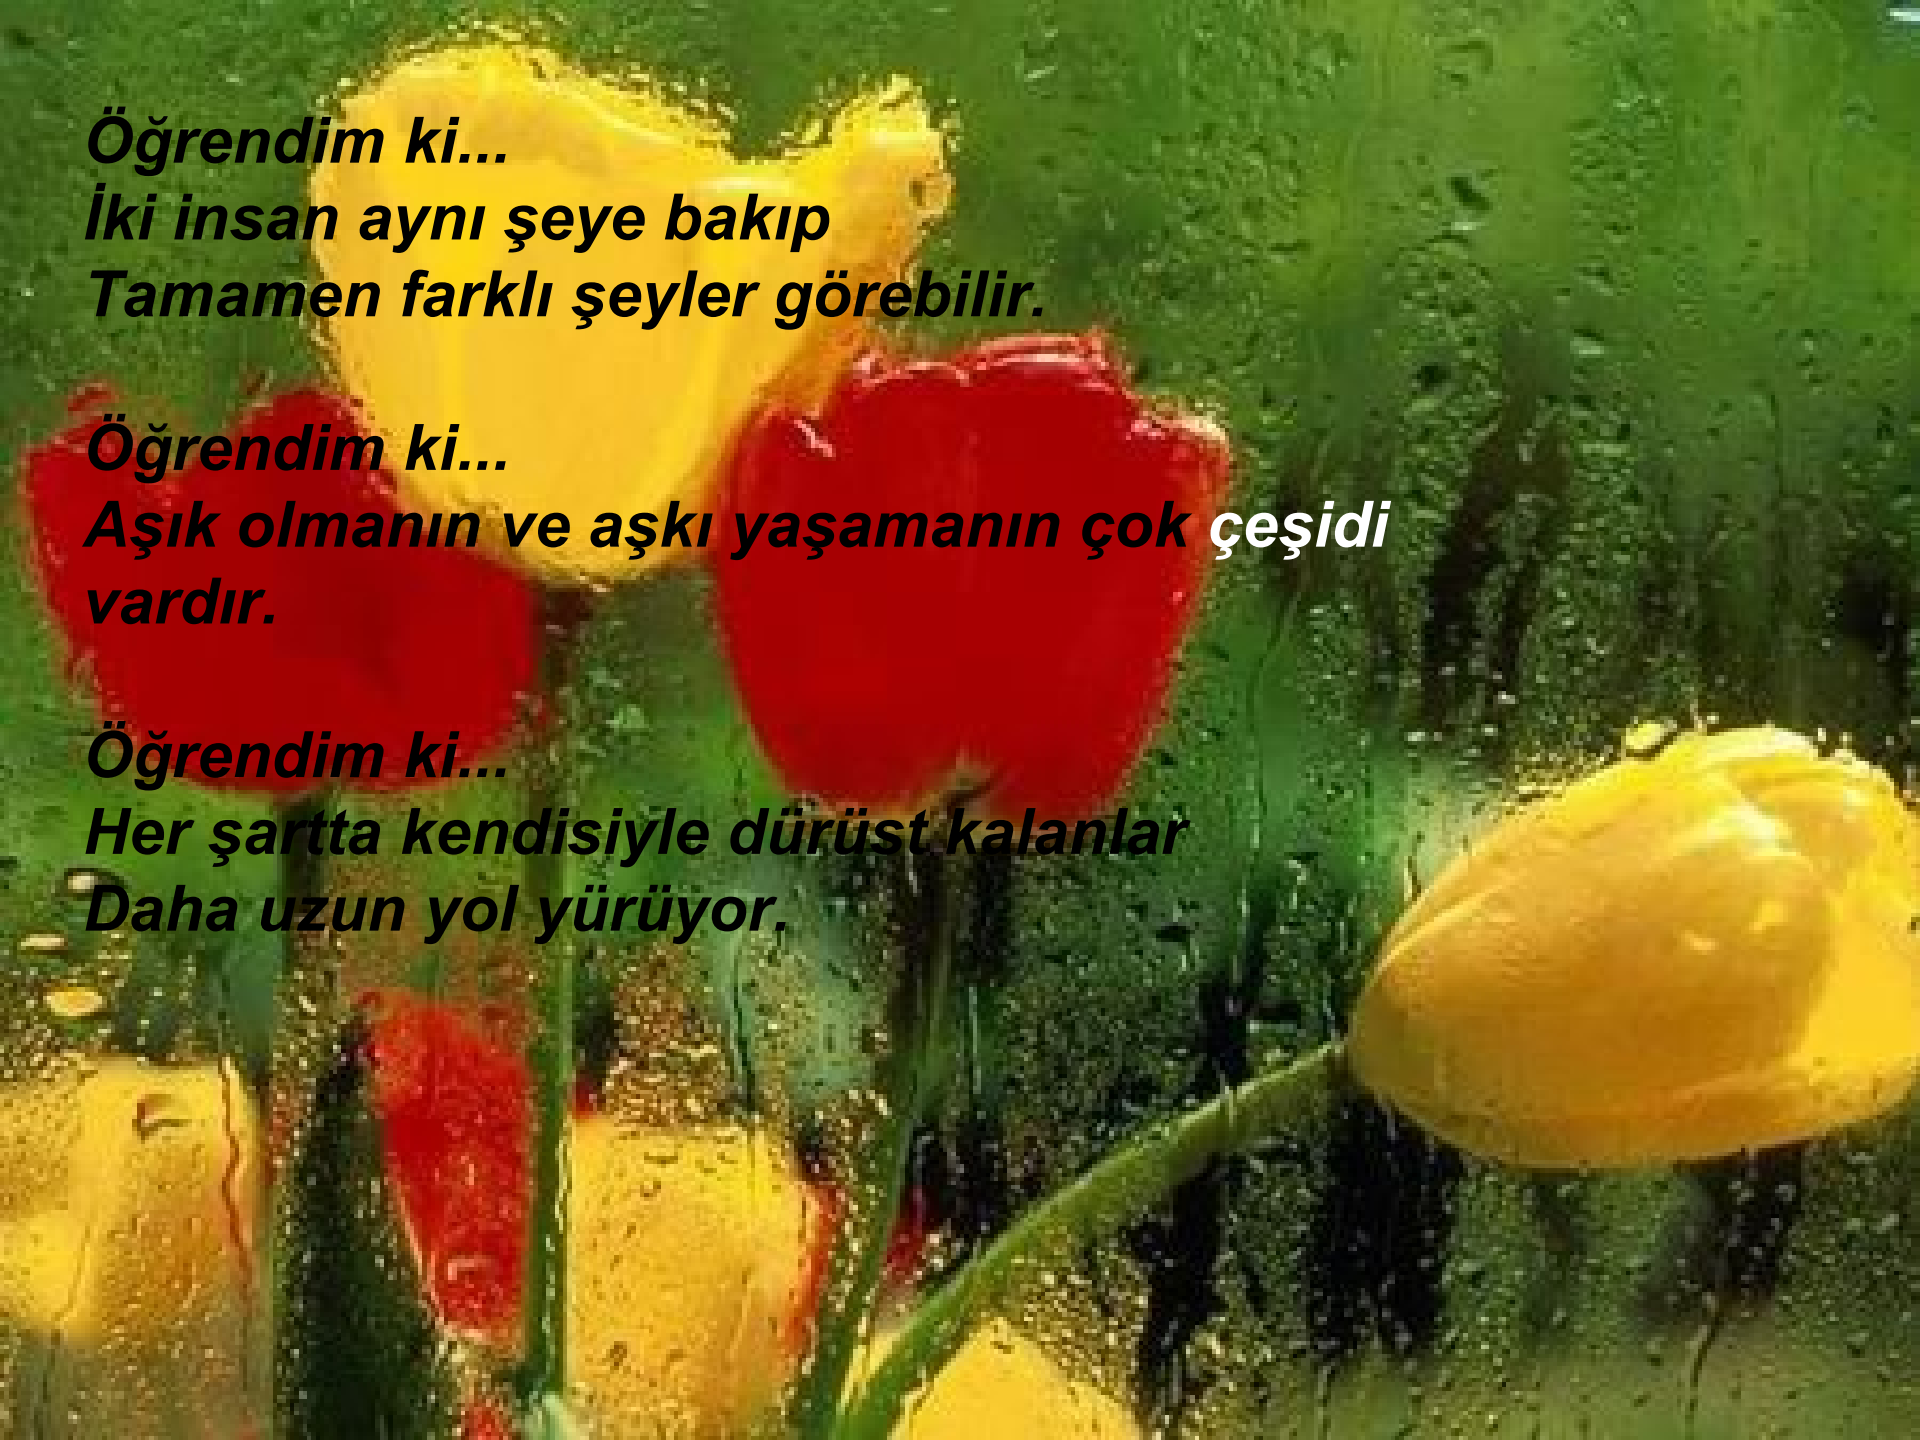 Öğrendim ki...
İki insan aynı şeye bakıp
Tamamen farklı şeyler görebilir.
Öğrendim ki...
Aşık olmanın ve aşkı yaşamanın çok çeşidi
vardır.
Öğrendim ki...
Her şartta kendisiyle dürüst kalanlar
Daha uzun yol yürüyor.